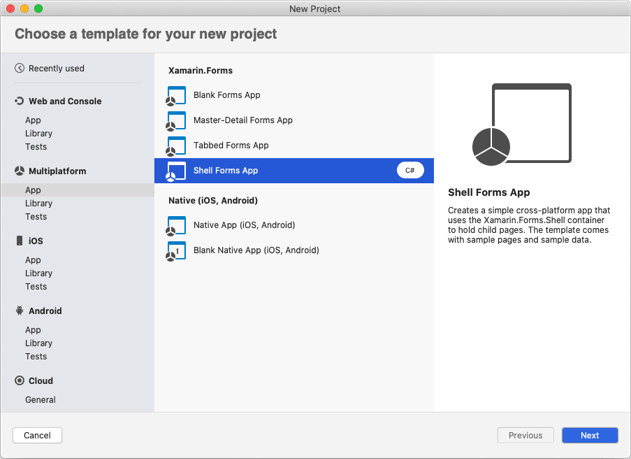 New Project
Choose a template for your new project
Recently used
Web and Console
App
Library
Tests
Multiplatform
App
Library
Tests
iOS
App
Library
Tests
Android
App
Library
Tests
Cloud
General
Xamarin.Forms
Blank Forms App
Master-Detail Forms App
Tabbed Forms App
Shell Forms App C#
Native (iOS, Android)
Native App (iOS, Android)
1 Blank Native App (iOS, Android)
Shell Forms App
Creates a simple cross-platform app that
uses the Xamarin.Forms.Shell container
to hold child pages. The template comes
with sample pages and sample data.
Cancel
Previous
Next